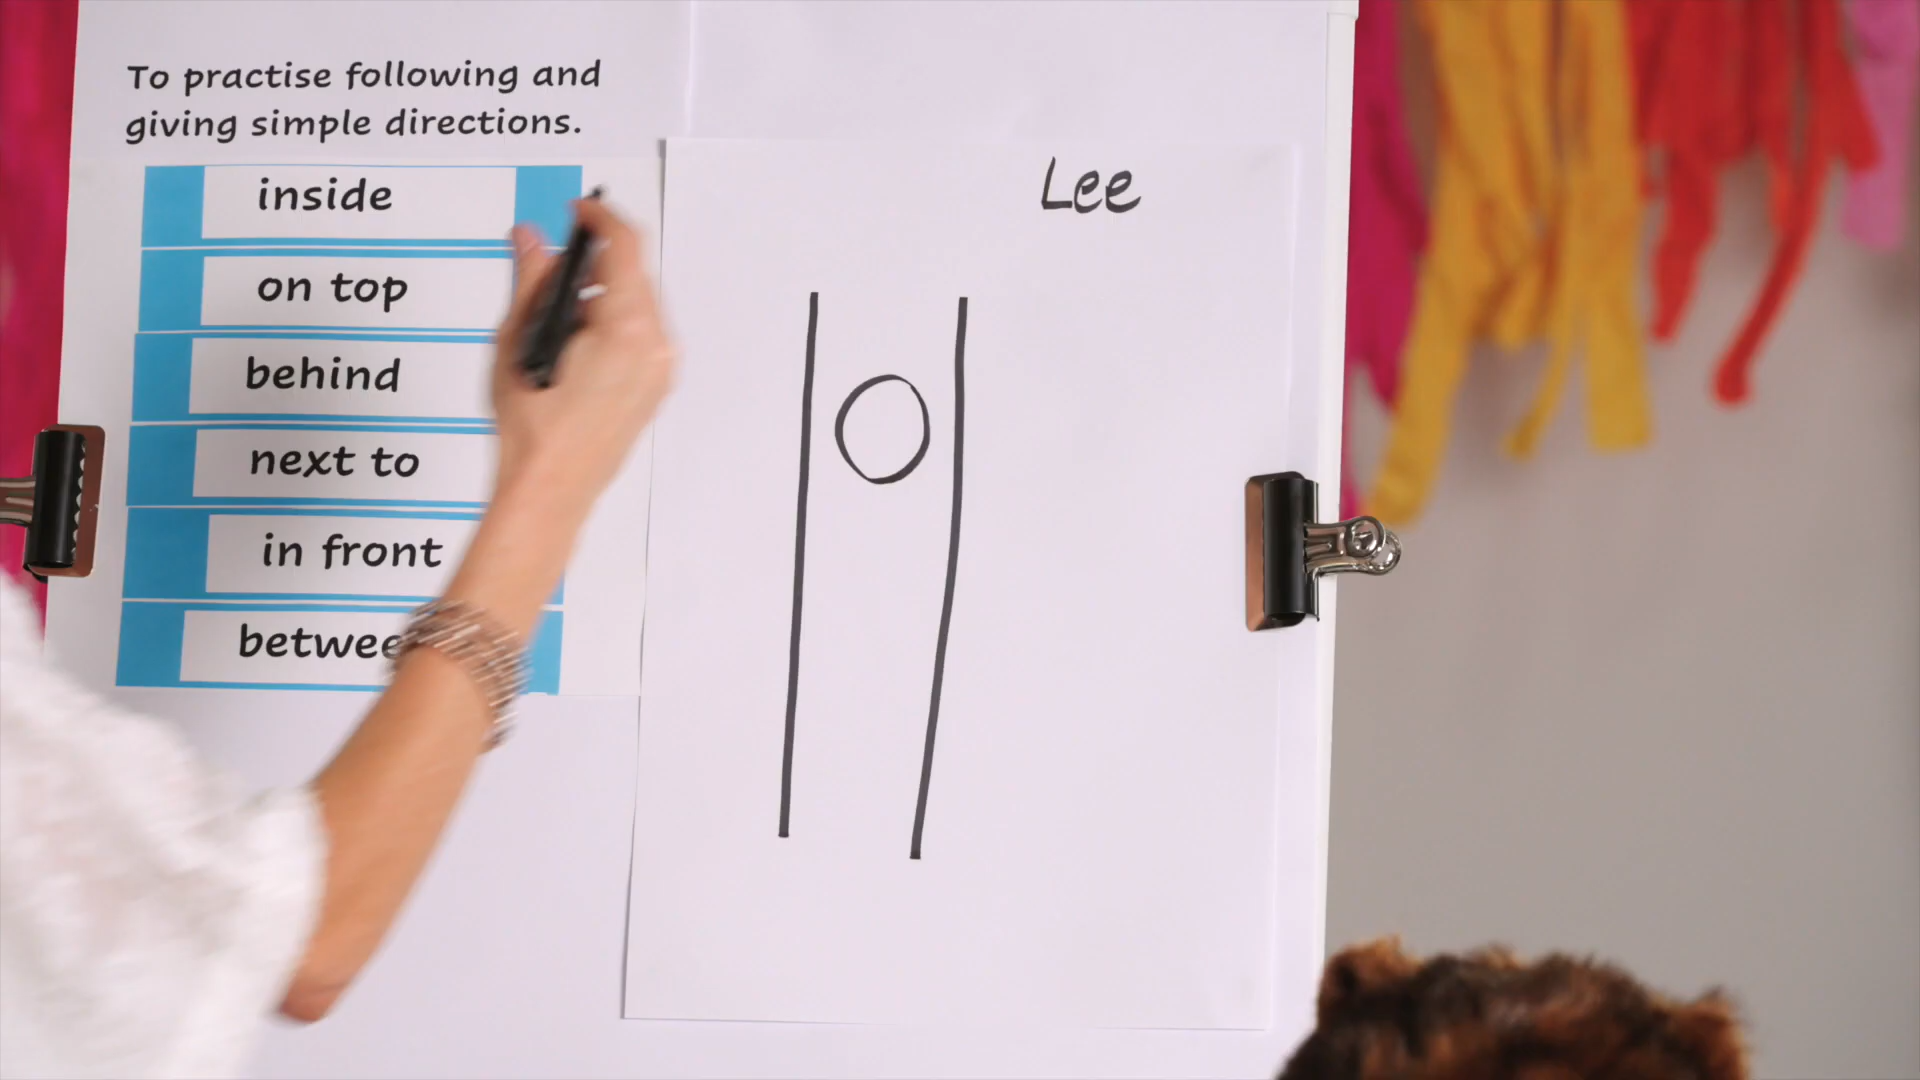 To practise following and
giving simple directions.
inside
on top
behind
next to
in front
Lee